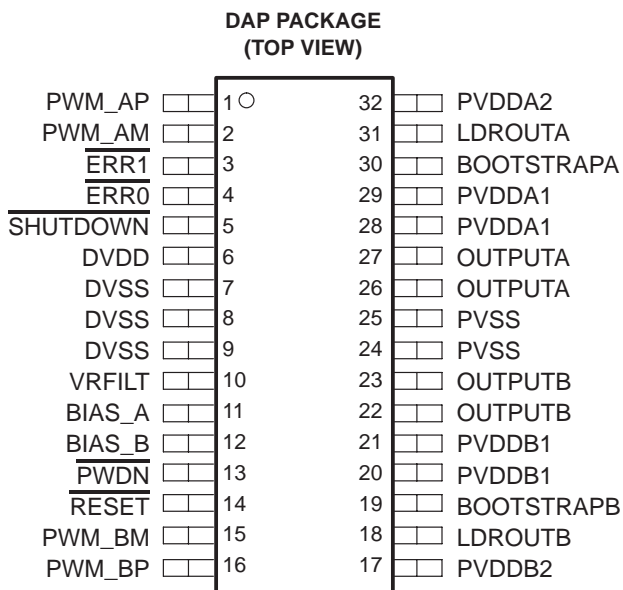 DAP PACKAGE
(TOP VIEW)
PWM_AP 1 32 PVDDA2
PWM_AM 2 31 LDROUTA
ERR1 3 30 BOOTSTRAPA
ERR0 4 29 PVDDA1
SHUTDOWN 5 28 PVDDA1
DVDD 6 27 OUTPUTA
DVSS 7 26 OUTPUTA
DVSS 8 25 PVSS
DVSS 9 24 PVSS
VRFILT 10 23 OUTPUTB
BIAS_A 11 22 OUTPUTB
BIAS_B 12 21 PVDDB1
PWDN 13 20 PVDDB1
RESET 14 19 BOOTSTRAPB
PWM_BM 15 18 LDROUTB
PWM_BP 16 17 PVDDB2